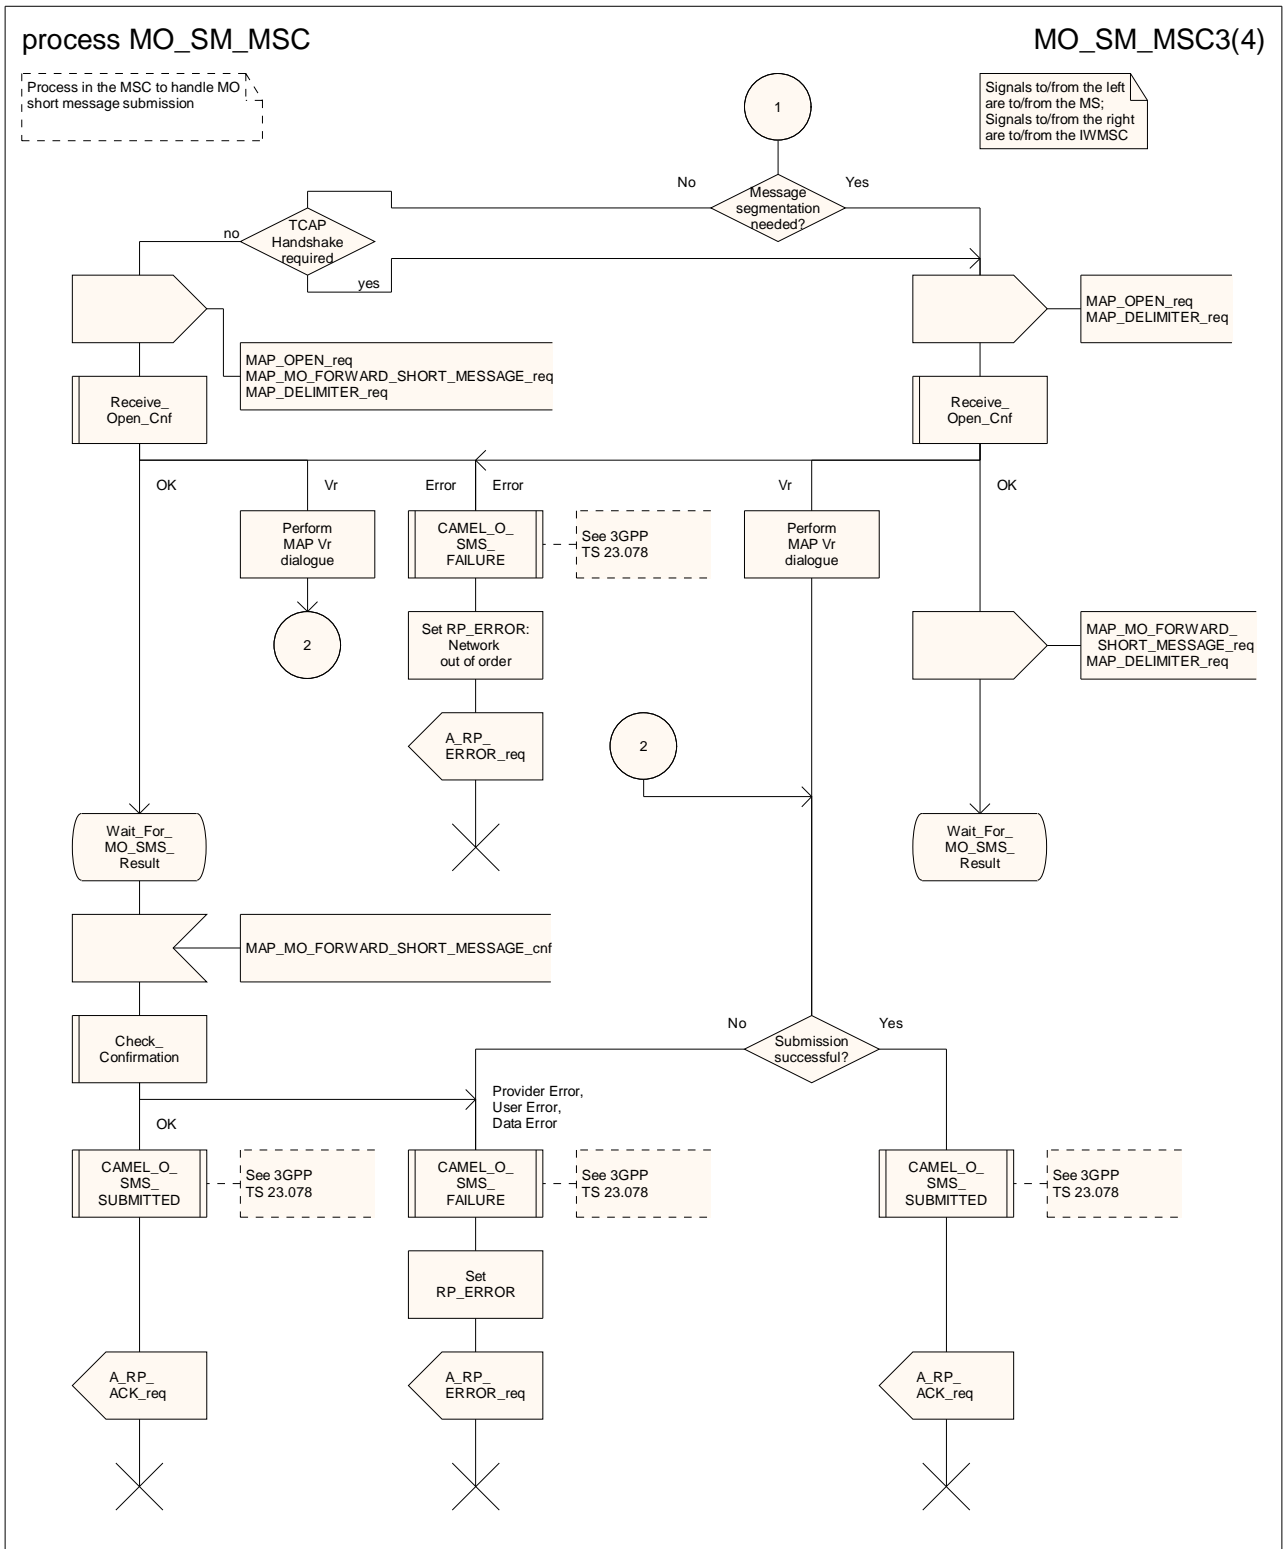 process MO_SM_MSC
MO_SM_MSC3(4)
Process in the MSC to handle MO
short message submission
1
Signals to/from the left
are to/from the MS;
Signals to/from the right
are to/from the IWMSC
No
Message
segmentation
needed?
Yes
no
TCAP
Handshake
required
yes
MAP_OPEN_req
MAP_DELIMITER_req
MAP_OPEN_req
MAP_MO_FORWARD_SHORT_MESSAGE_req
MAP_DELIMITER_req
Receive_
Open_Cnf
Receive_
Open_Cnf
OK
Vr
Error
Error
Vr
OK
Perform
MAP Vr
dialogue
CAMEL_O_
SMS_
FAILURE
See 3GPP
TS 23.078
Perform
MAP Vr
dialogue
2
Set RP_ERROR:
Network
out of order
MAP_MO_FORWARD_
SHORT_MESSAGE_req
MAP_DELIMITER_req
A_RP_
ERROR_req
2
Wait_For_
MO_SMS_
Result
Wait_For_
MO_SMS_
Result
MAP_MO_FORWARD_SHORT_MESSAGE_cnf
Check_
Confirmation
No
Submission
successful?
Yes
OK
Provider Error,
User Error,
Data Error
CAMEL_O_
SMS_
SUBMITTED
See 3GPP
TS 23.078
CAMEL_O_
SMS_
FAILURE
See 3GPP
TS 23.078
CAMEL_O_
SMS_
SUBMITTED
See 3GPP
TS 23.078
Set
RP_ERROR
A_RP_
ACK_req
A_RP_
ERROR_req
A_RP_
ACK_req